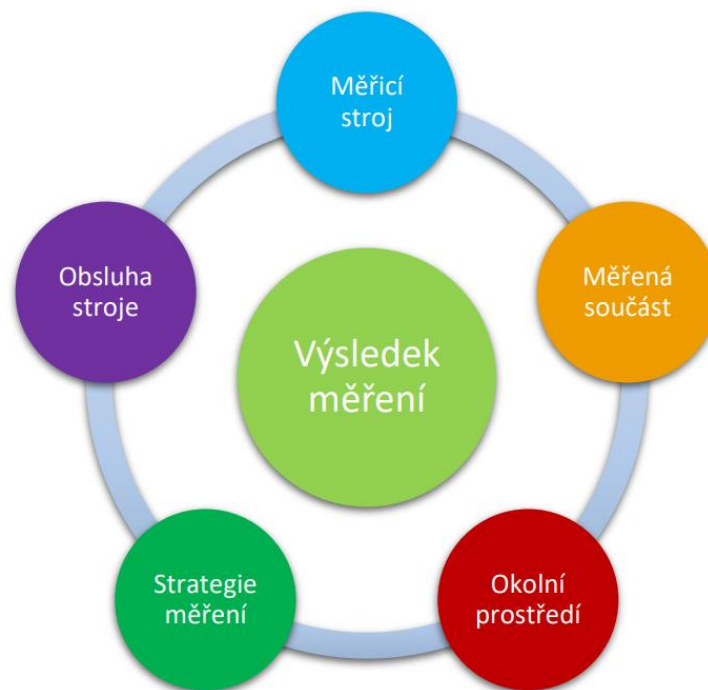 Měřicí
stroj
Obsluha
stroje
Měřená
součást
Výsledek
měření
Strategie
měření
Okolní
prostředí